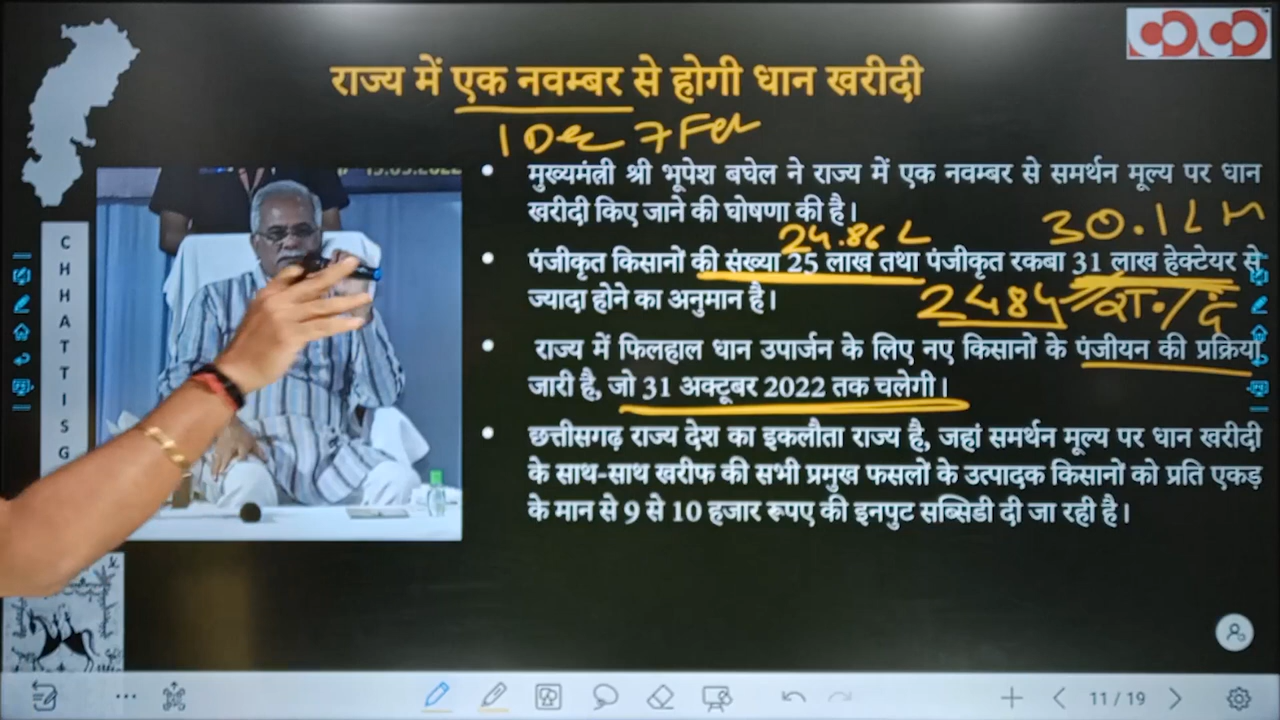 राज्य में एक नवम्बर से होगी धान खरीदी
1 Dec 7 Feb
मुख्यमंत्री श्री भूपेश बघेल ने राज्य में एक नवम्बर से समर्थन मूल्य पर धान
खरीदी किए जाने की घोषणा की है।
24.86 L
30.1 L H
पंजीकृत किसानों की संख्या 25 लाख तथा पंजीकृत रकबा 31 लाख हेक्टेयर से
ज्यादा होने का अनुमान है।
2484
राज्य में फिलहाल धान उपार्जन के लिए नए किसानों के पंजीयन की प्रक्रिया
जारी है, जो 31 अक्टूबर 2022 तक चलेगी।
छत्तीसगढ़ राज्य देश का इकलौता राज्य है, जहां समर्थन मूल्य पर धान खरीदी
के साथ-साथ खरीफ की सभी प्रमुख फसलों के उत्पादक किसानों को प्रति एकड़
के मान से 9 से 10 हजार रूपए की इनपुट सब्सिडी दी जा रही है।
C
H
H
A
T
T
I
S
G
11 / 19